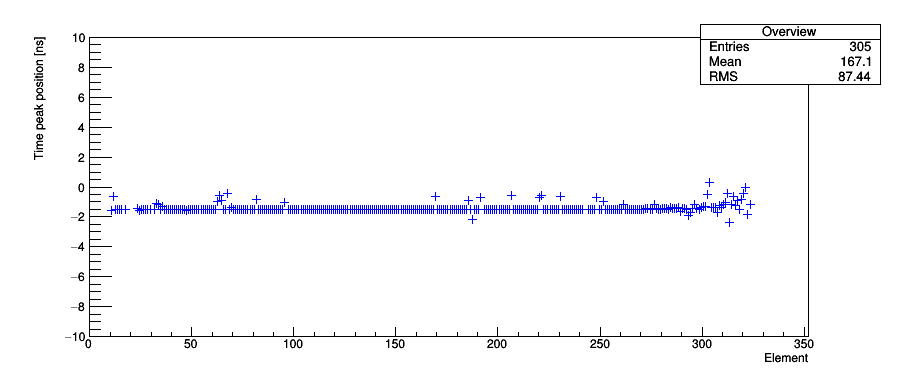 Overview
Entries 305
Mean 167.1
RMS 87.44
Time peak position [ns]
10
8
6
4
2
0
−2
−4
−6
−8
−10
0 50 100 150 200 250 300 350
Element